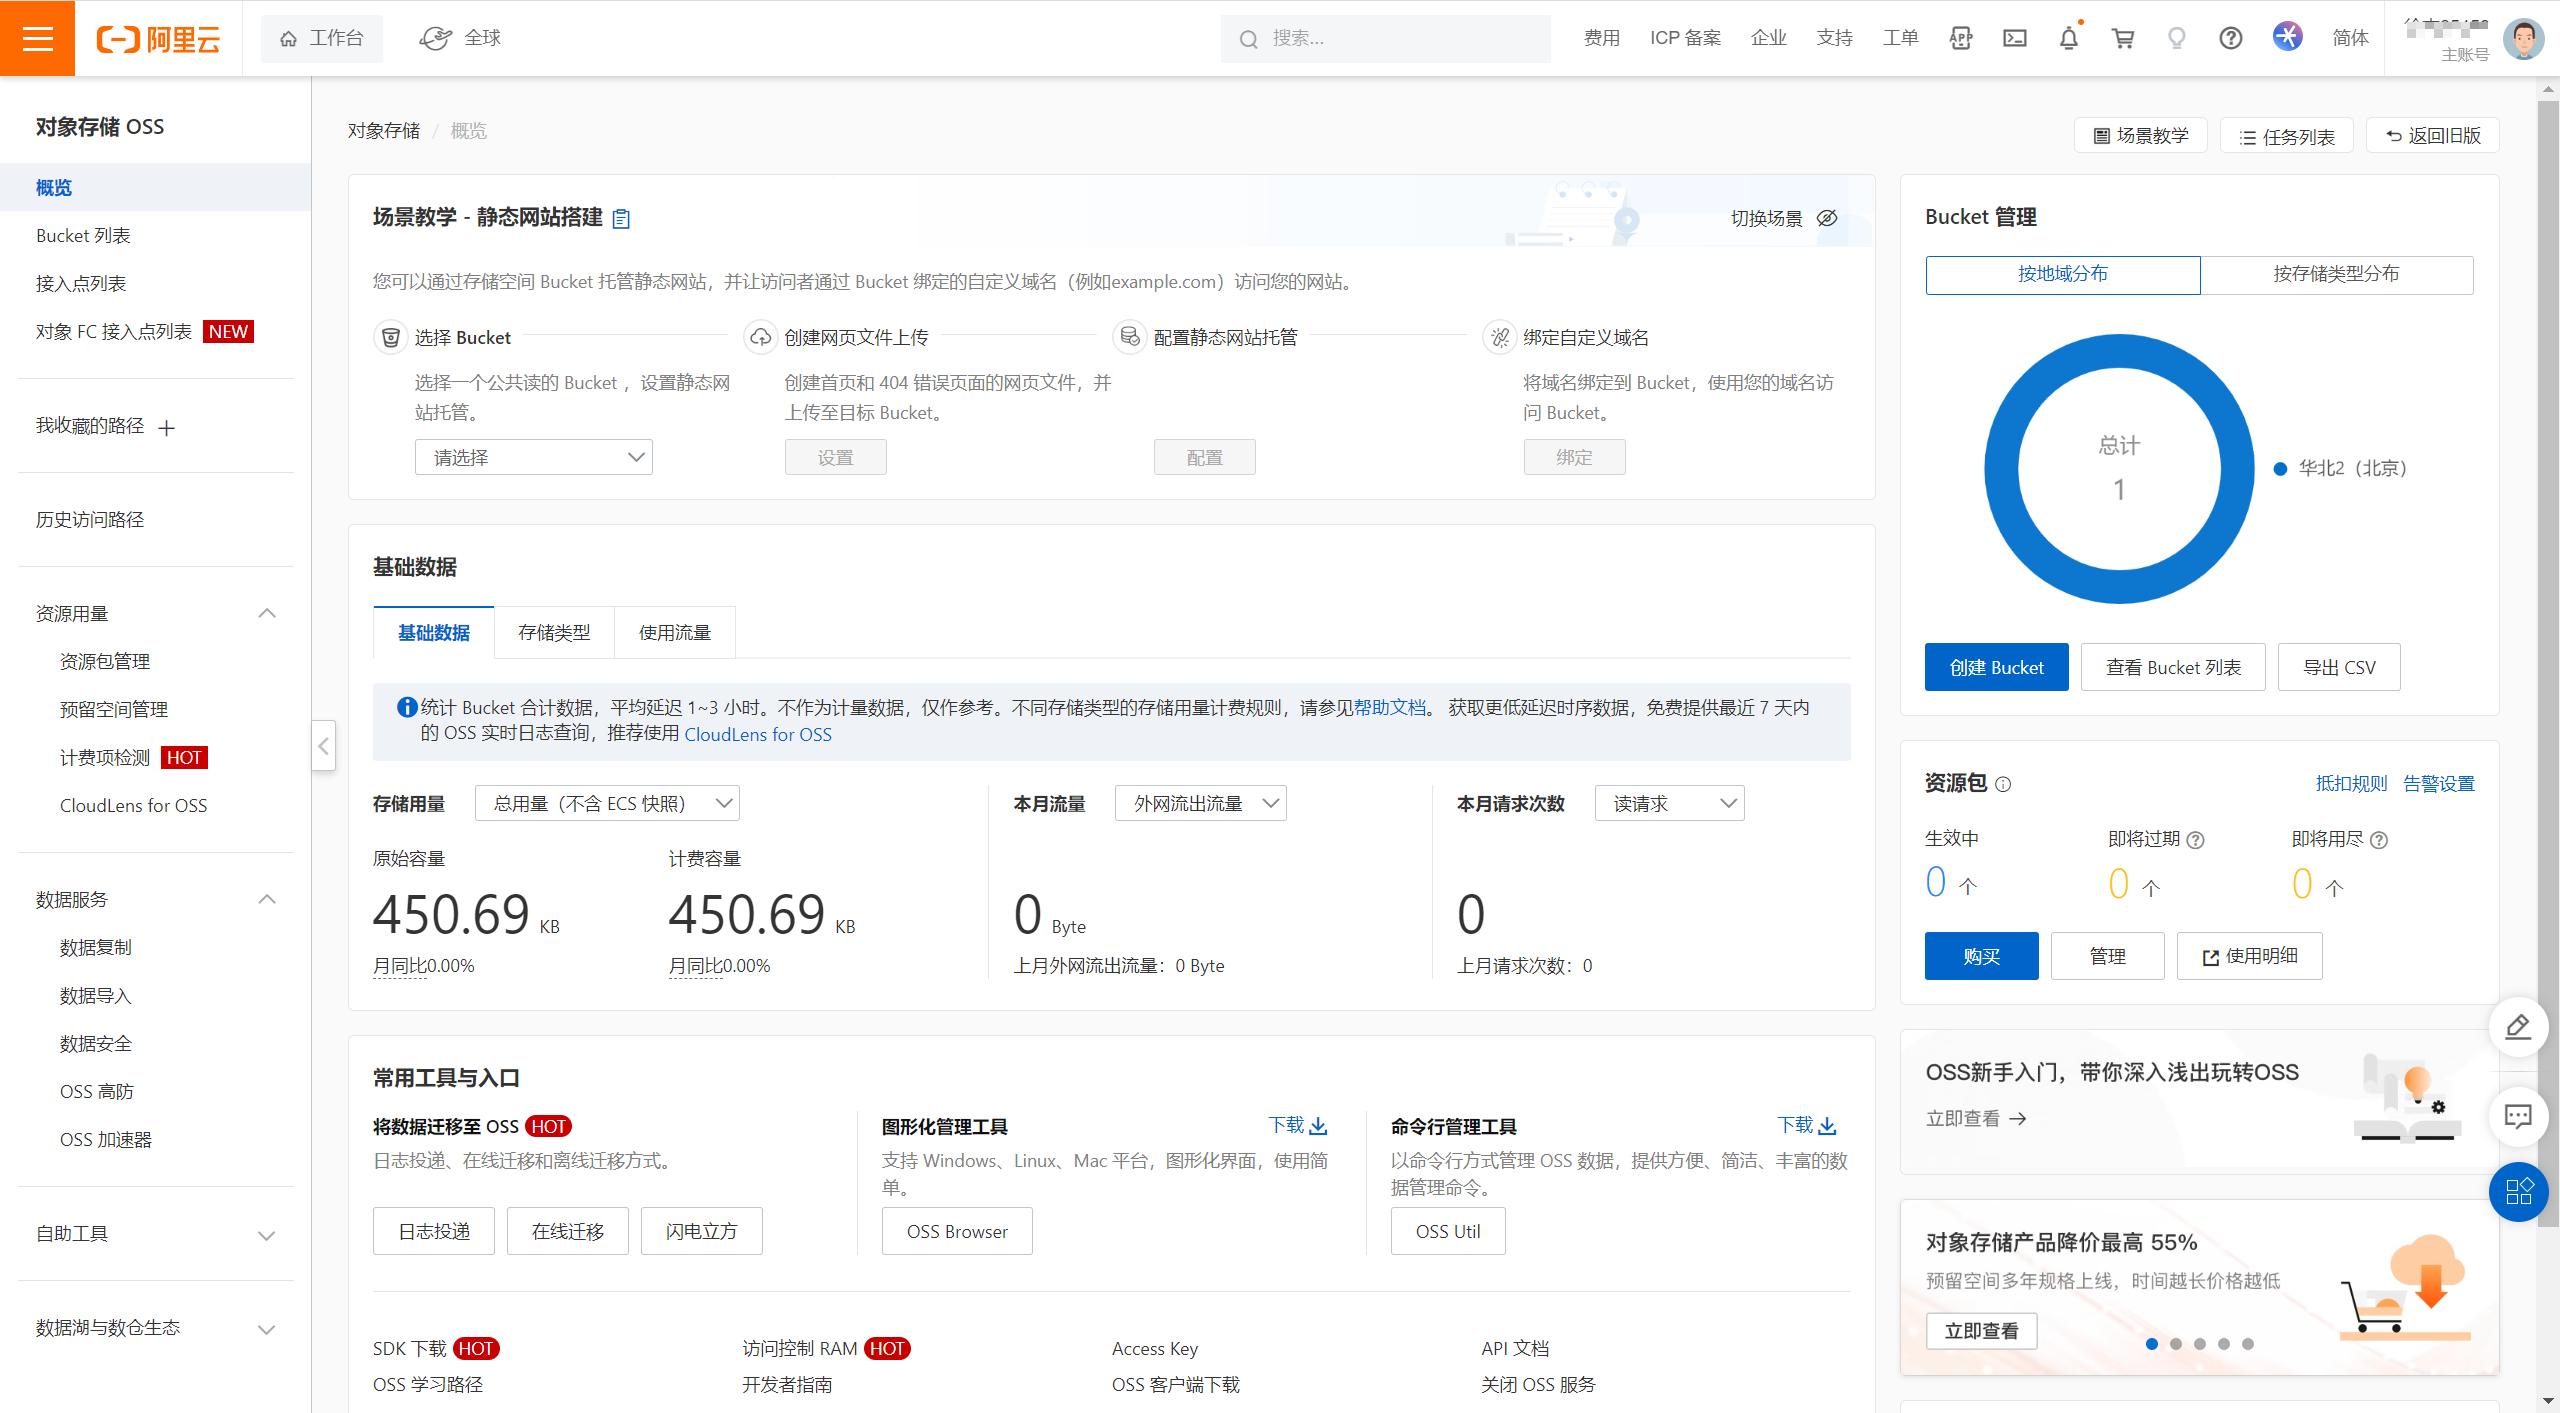 阿里云
工作台
全球
搜索...
费用
ICP 备案
企业
支持
工单
简体
主账号
对象存储 OSS
概览
Bucket 列表
接入点列表
对象 FC 接入点列表 NEW
我收藏的路径
历史访问路径
资源用量
资源包管理
预留空间管理
计费项检测 HOT
CloudLens for OSS
数据服务
数据复制
数据导入
数据安全
OSS 高防
OSS 加速器
自助工具
数据湖与数仓生态
对象存储 / 概览
场景教学
任务列表
返回旧版
场景教学 - 静态网站搭建
切换场景
您可以通过存储空间 Bucket 托管静态网站，并让访问者通过 Bucket 绑定的自定义域名（例如example.com）访问您的网站。
选择 Bucket
选择一个公共读的 Bucket ，设置静态网
站托管。
请选择
创建网页文件上传
创建首页和 404 错误页面的网页文件，并
上传至目标 Bucket。
设置
配置静态网站托管
配置
绑定自定义域名
将域名绑定到 Bucket，使用您的域名访
问 Bucket。
绑定
基础数据
基础数据
存储类型
使用流量
统计 Bucket 合计数据，平均延迟 1~3 小时。不作为计量数据，仅作参考。不同存储类型的存储用量计费规则，请参见帮助文档。 获取更低延迟时序数据，免费提供最近 7 天内
的 OSS 实时日志查询，推荐使用 CloudLens for OSS
存储用量
总用量（不含 ECS 快照）
原始容量
450.69 KB
月同比0.00%
计费容量
450.69 KB
月同比0.00%
本月流量
外网流出流量
0 Byte
上月外网流出流量：0 Byte
本月请求次数
读请求
0
上月请求次数：0
常用工具与入口
将数据迁移至 OSS HOT
日志投递、在线迁移和离线迁移方式。
日志投递
在线迁移
闪电立方
图形化管理工具
下载
支持 Windows、Linux、Mac 平台，图形化界面，使用简
单。
OSS Browser
命令行管理工具
下载
以命令行方式管理 OSS 数据，提供方便、简洁、丰富的数
据管理命令。
OSS Util
SDK 下载 HOT
访问控制 RAM HOT
Access Key
API 文档
OSS 学习路径
开发者指南
OSS 客户端下载
关闭 OSS 服务
Bucket 管理
按地域分布
按存储类型分布
总计
1
华北2（北京）
创建 Bucket
查看 Bucket 列表
导出 CSV
资源包
抵扣规则
告警设置
生效中
0 个
即将过期
0 个
即将用尽
0 个
购买
管理
使用明细
OSS新手入门，带你深入浅出玩转OSS
立即查看
对象存储产品降价最高 55%
预留空间多年规格上线，时间越长价格越低
立即查看